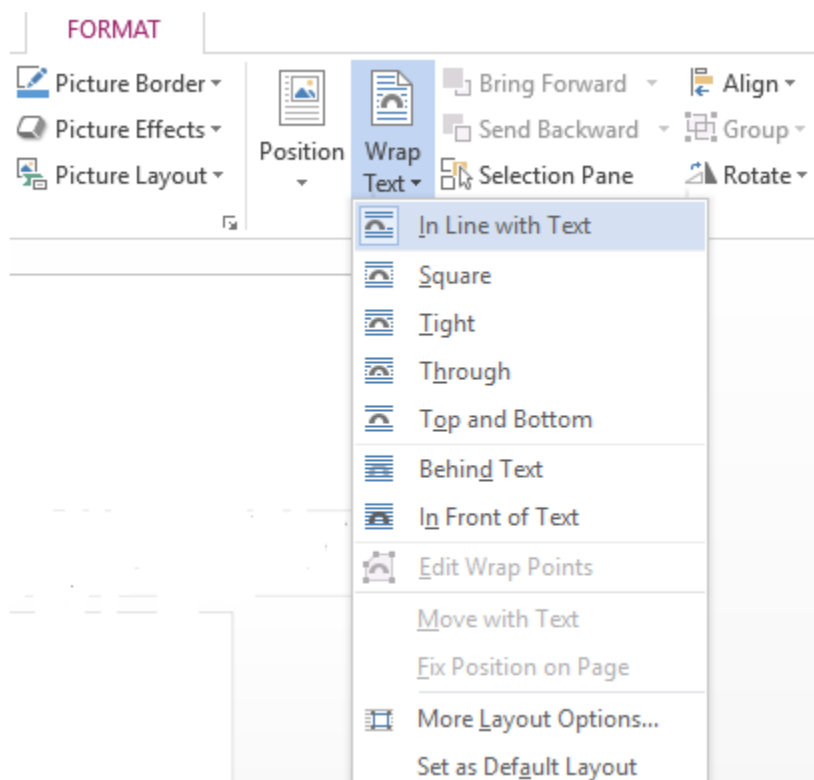 FORMAT
Picture Border
Picture Effects
Picture Layout
Position
Wrap
Text
Bring Forward
Send Backward
Selection Pane
Align
Group
Rotate
In Line with Text
Square
Tight
Through
Top and Bottom
Behind Text
In Front of Text
Edit Wrap Points
Move with Text
Fix Position on Page
More Layout Options...
Set as Default Layout